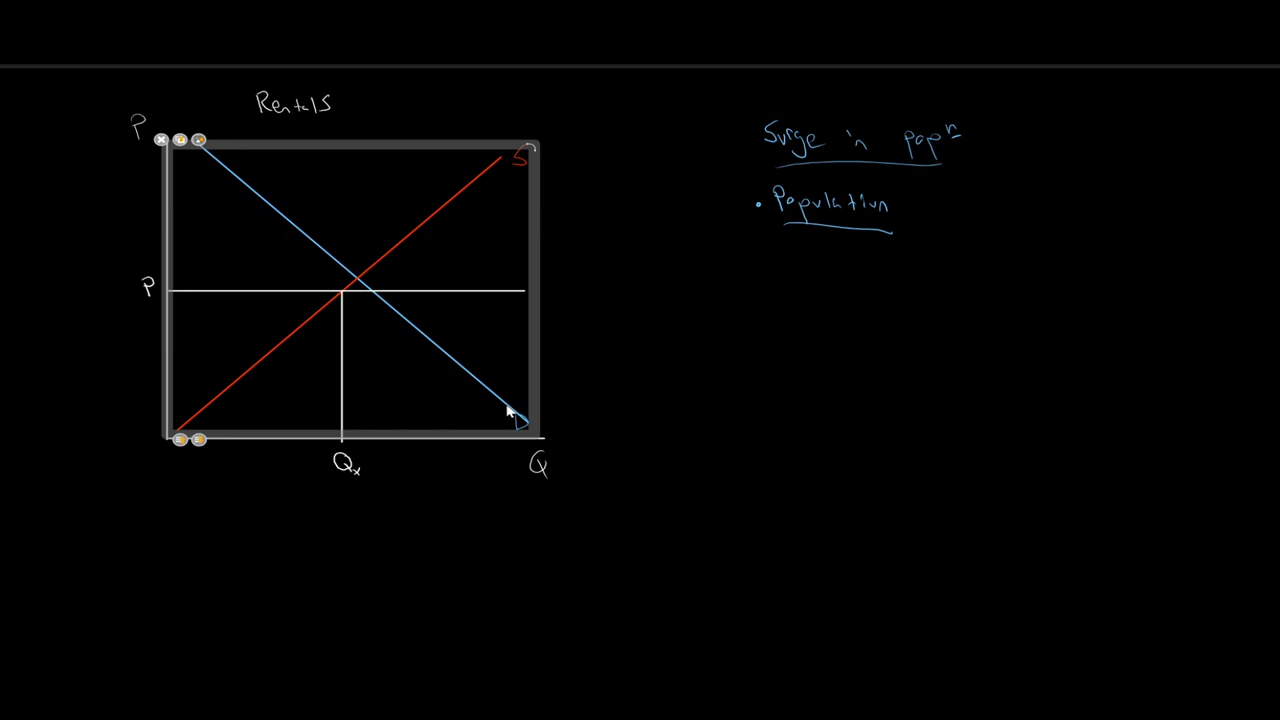 Rentals
P
S
P
D
Qx
Q
Surge in popn
• Population